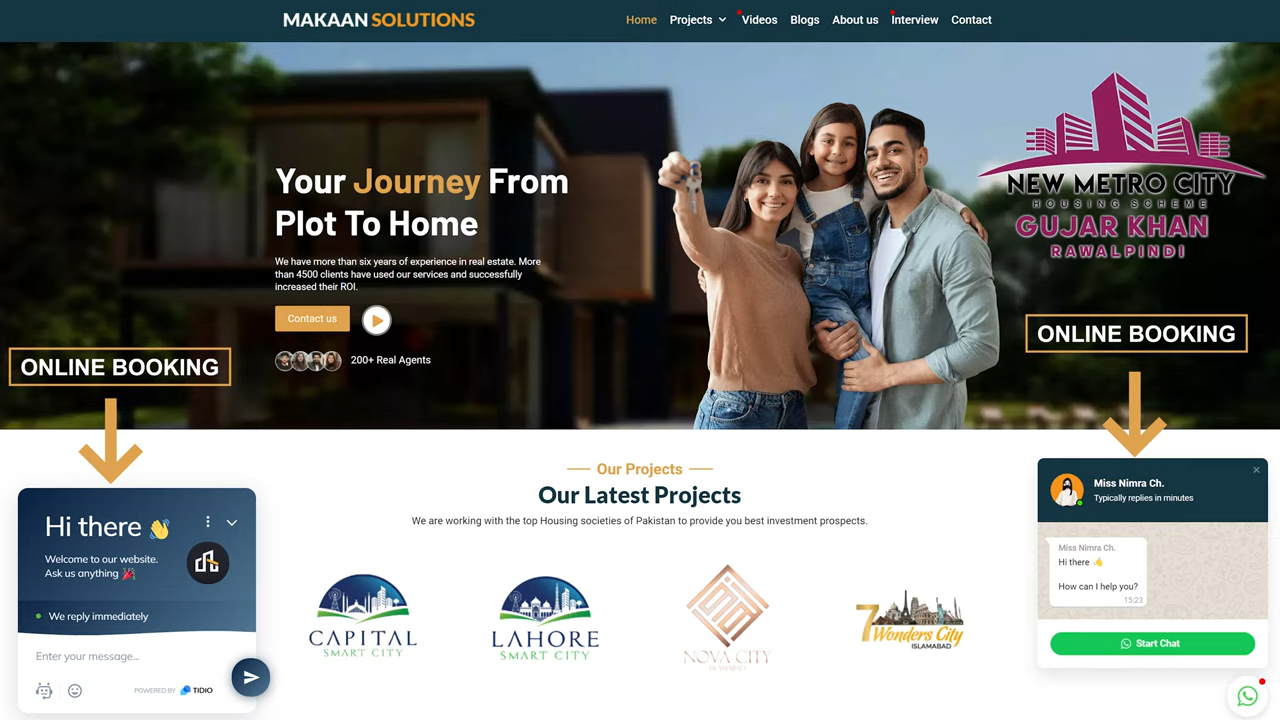 MAKAAN SOLUTIONS
Home Projects Videos Blogs About us Interview Contact
Your Journey From
Plot To Home
We have more than six years of experience in real estate. More
than 4500 clients have used our services and successfully
increased their ROI.
Contact us
200+ Real Agents
NEW METRO CITY
HOUSING SCHEME
GUJAR KHAN
RAWALPINDI
ONLINE BOOKING
ONLINE BOOKING
Our Projects
Our Latest Projects
We are working with the top Housing societies of Pakistan to provide you best investment prospects.
CAPITAL
SMART CITY
LAHORE
SMART CITY
NOVA CITY
ISLAMABAD
7 Wonders City
ISLAMABAD
Hi there 👋
Welcome to our website.
Ask us anything 🎉
We reply immediately
Enter your message...
POWERED BY TIDIO
Miss Nimra Ch.
Typically replies in minutes
Miss Nimra Ch.
Hi there 👋
How can I help you?
15:23
Start Chat